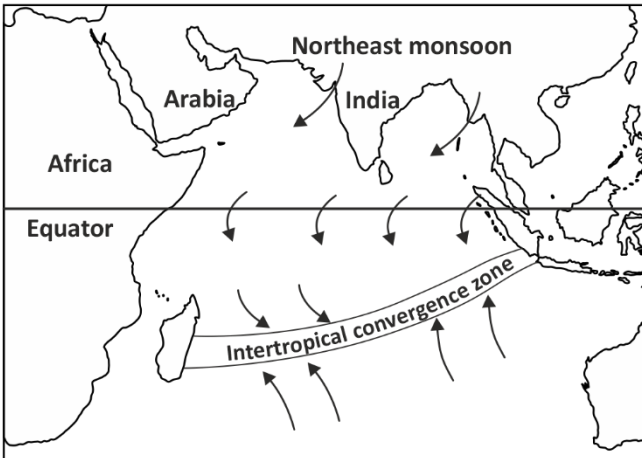 Northeast monsoon
Arabia
India
Africa
Equator
Intertropical convergence zone